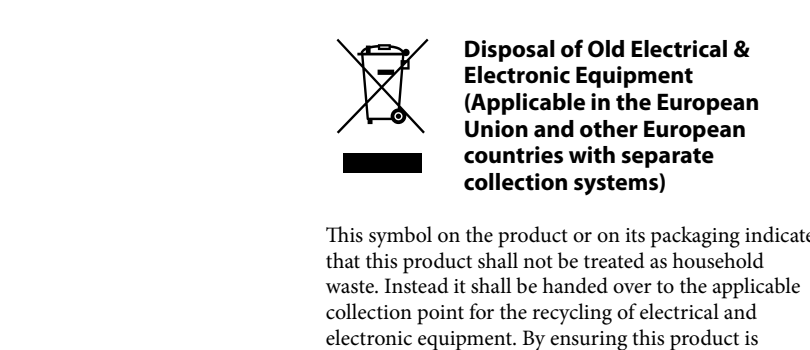 Disposal of Old Electrical &
Electronic Equipment
(Applicable in the European
Union and other European
countries with separate
collection systems)
This symbol on the product or on its packaging indicate
that this product shall not be treated as household
waste. Instead it shall be handed over to the applicable
collection point for the recycling of electrical and
electronic equipment. By ensuring this product is